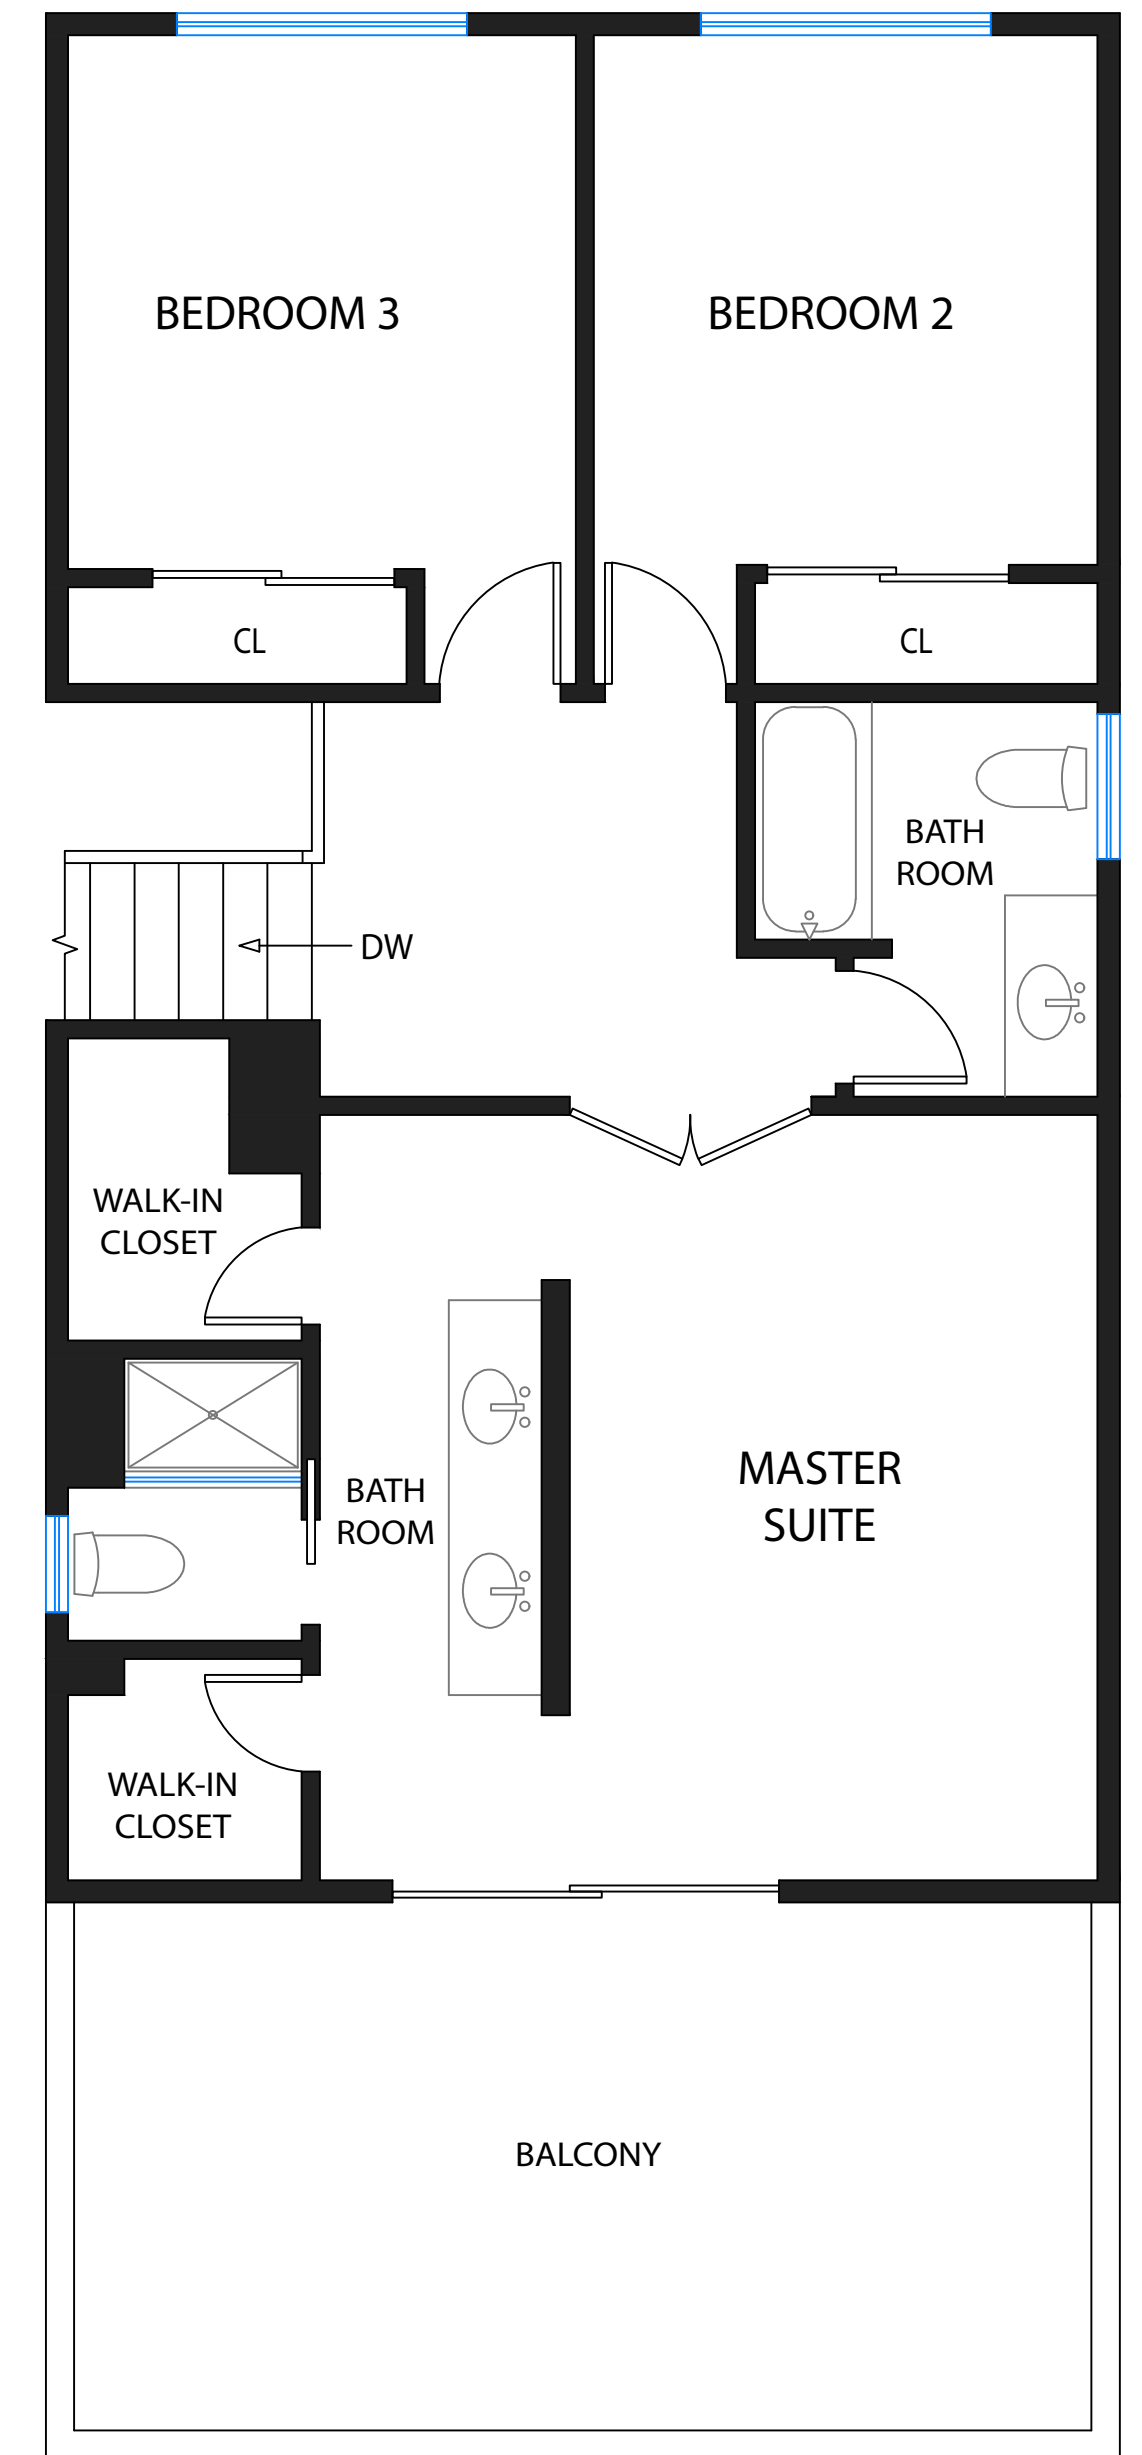 BEDROOM 3
BEDROOM 2
CL
CL
BATH
ROOM
DW
WALK-IN
CLOSET
MASTER
SUITE
BATH
ROOM
WALK-IN
CLOSET
BALCONY